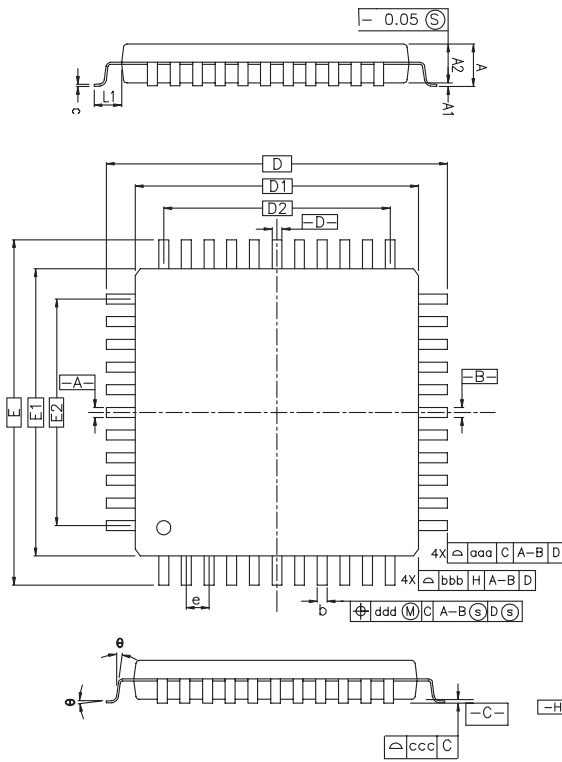 − 0.05 Ⓢ
A2
A
A1
L1
c
D
D1
D2
-D-
-A-
-B-
E
E1
E2
4X ⌓ aaa C A-B D
4X ⌓ bbb H A-B D
e
b
⌖ ddd Ⓜ C A-B Ⓢ D Ⓢ
θ
θ
-C-
-H
⌓ ccc C